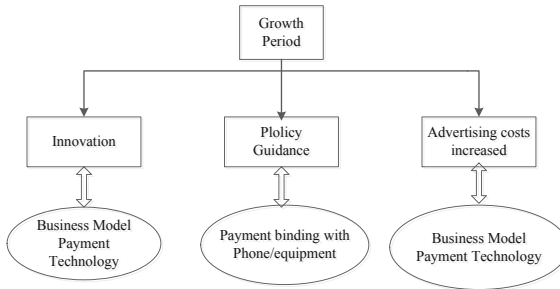 Growth
Period
Innovation
Plolicy
Guidance
Advertising costs
increased
Business Model
Payment
Technology
Payment binding with
Phone/equipment
Business Model
Payment Technology